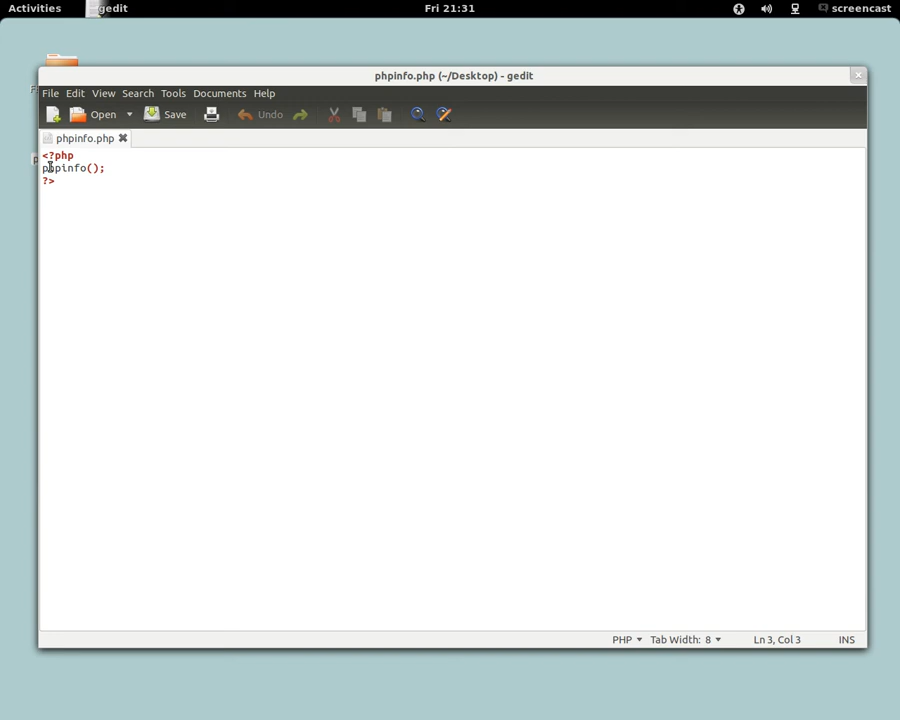 Activities gedit Fri 21:31 screencast
phpinfo.php (~/Desktop) - gedit
File Edit View Search Tools Documents Help
Open Save Undo
phpinfo.php
<?php
phpinfo();
?>
PHP Tab Width: 8 Ln 3, Col 3 INS